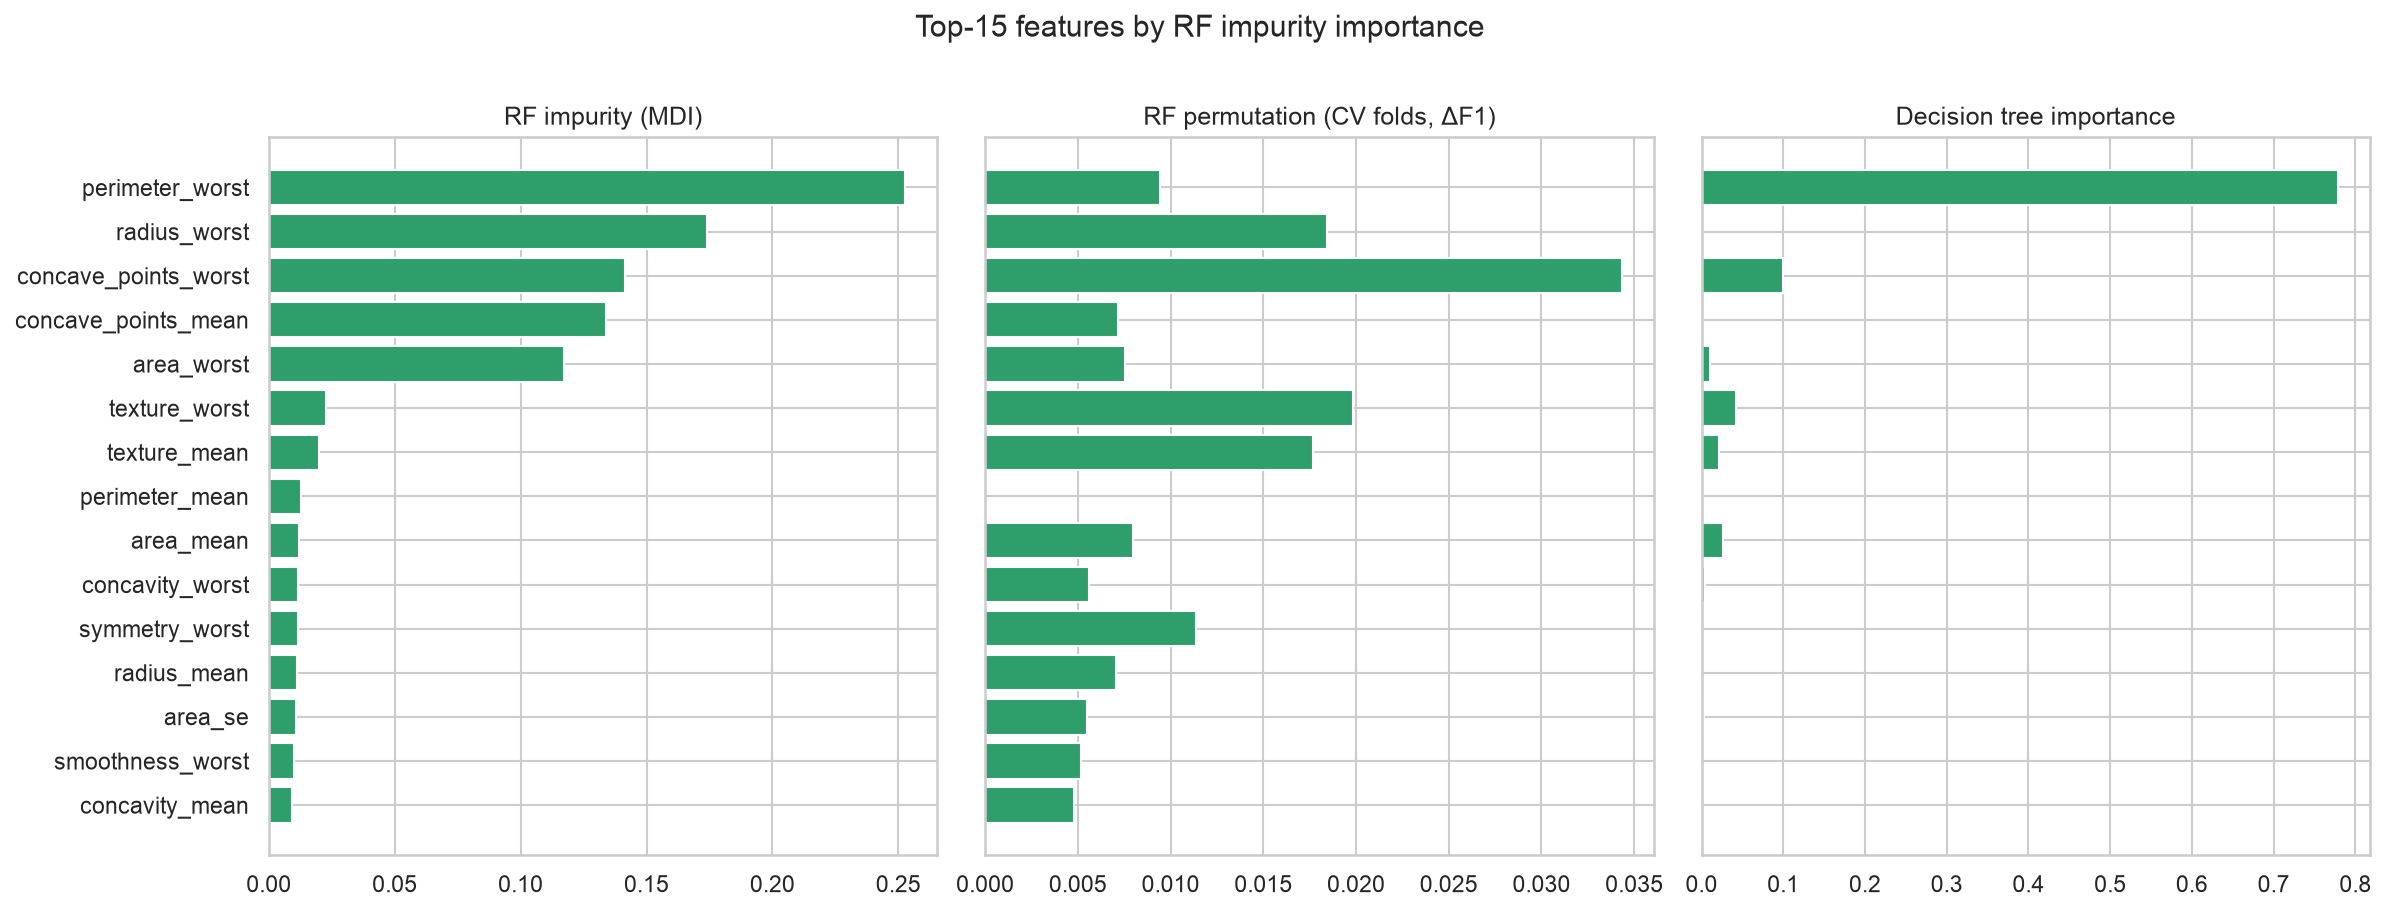 Top-15 features by RF impurity importance
RF impurity (MDI)
RF permutation (CV folds, ΔF1)
Decision tree importance
perimeter_worst
radius_worst
concave_points_worst
concave_points_mean
area_worst
texture_worst
texture_mean
perimeter_mean
area_mean
concavity_worst
symmetry_worst
radius_mean
area_se
smoothness_worst
concavity_mean
0.00 0.05 0.10 0.15 0.20 0.25
0.000 0.005 0.010 0.015 0.020 0.025 0.030 0.035
0.0 0.1 0.2 0.3 0.4 0.5 0.6 0.7 0.8